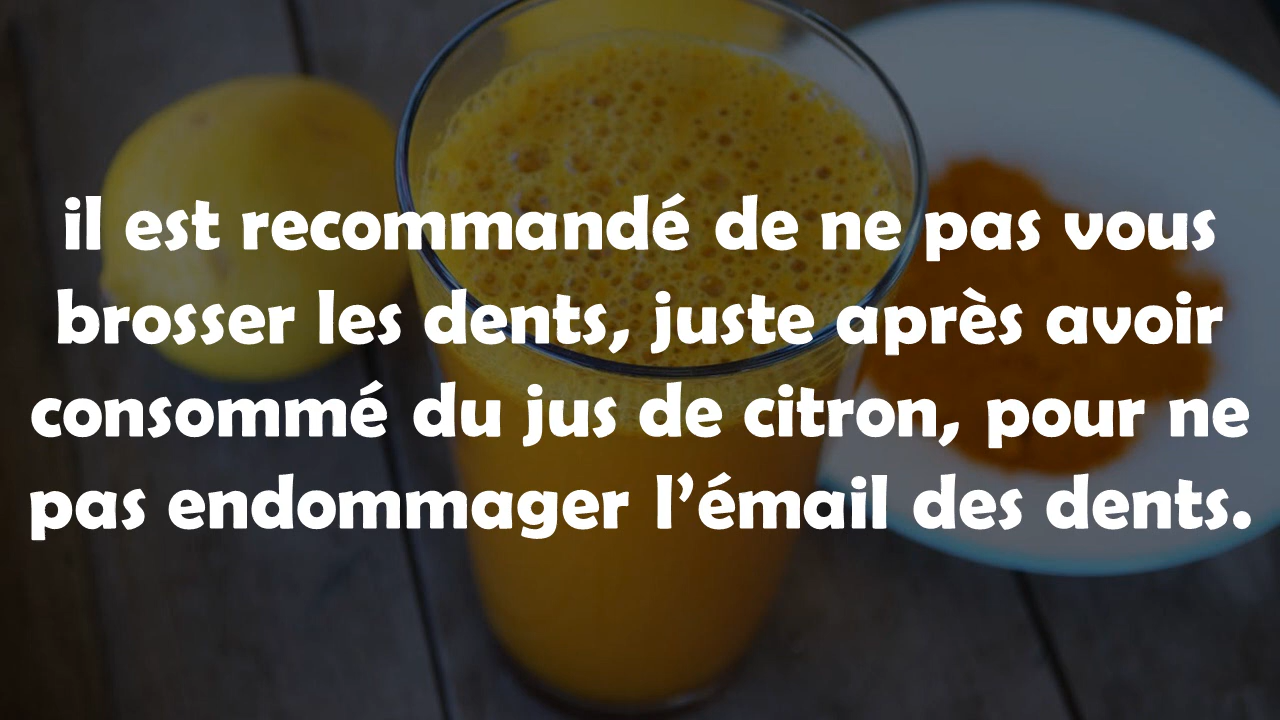 il est recommandé de ne pas vous
brosser les dents, juste après avoir
consommé du jus de citron, pour ne
pas endommager l’émail des dents.